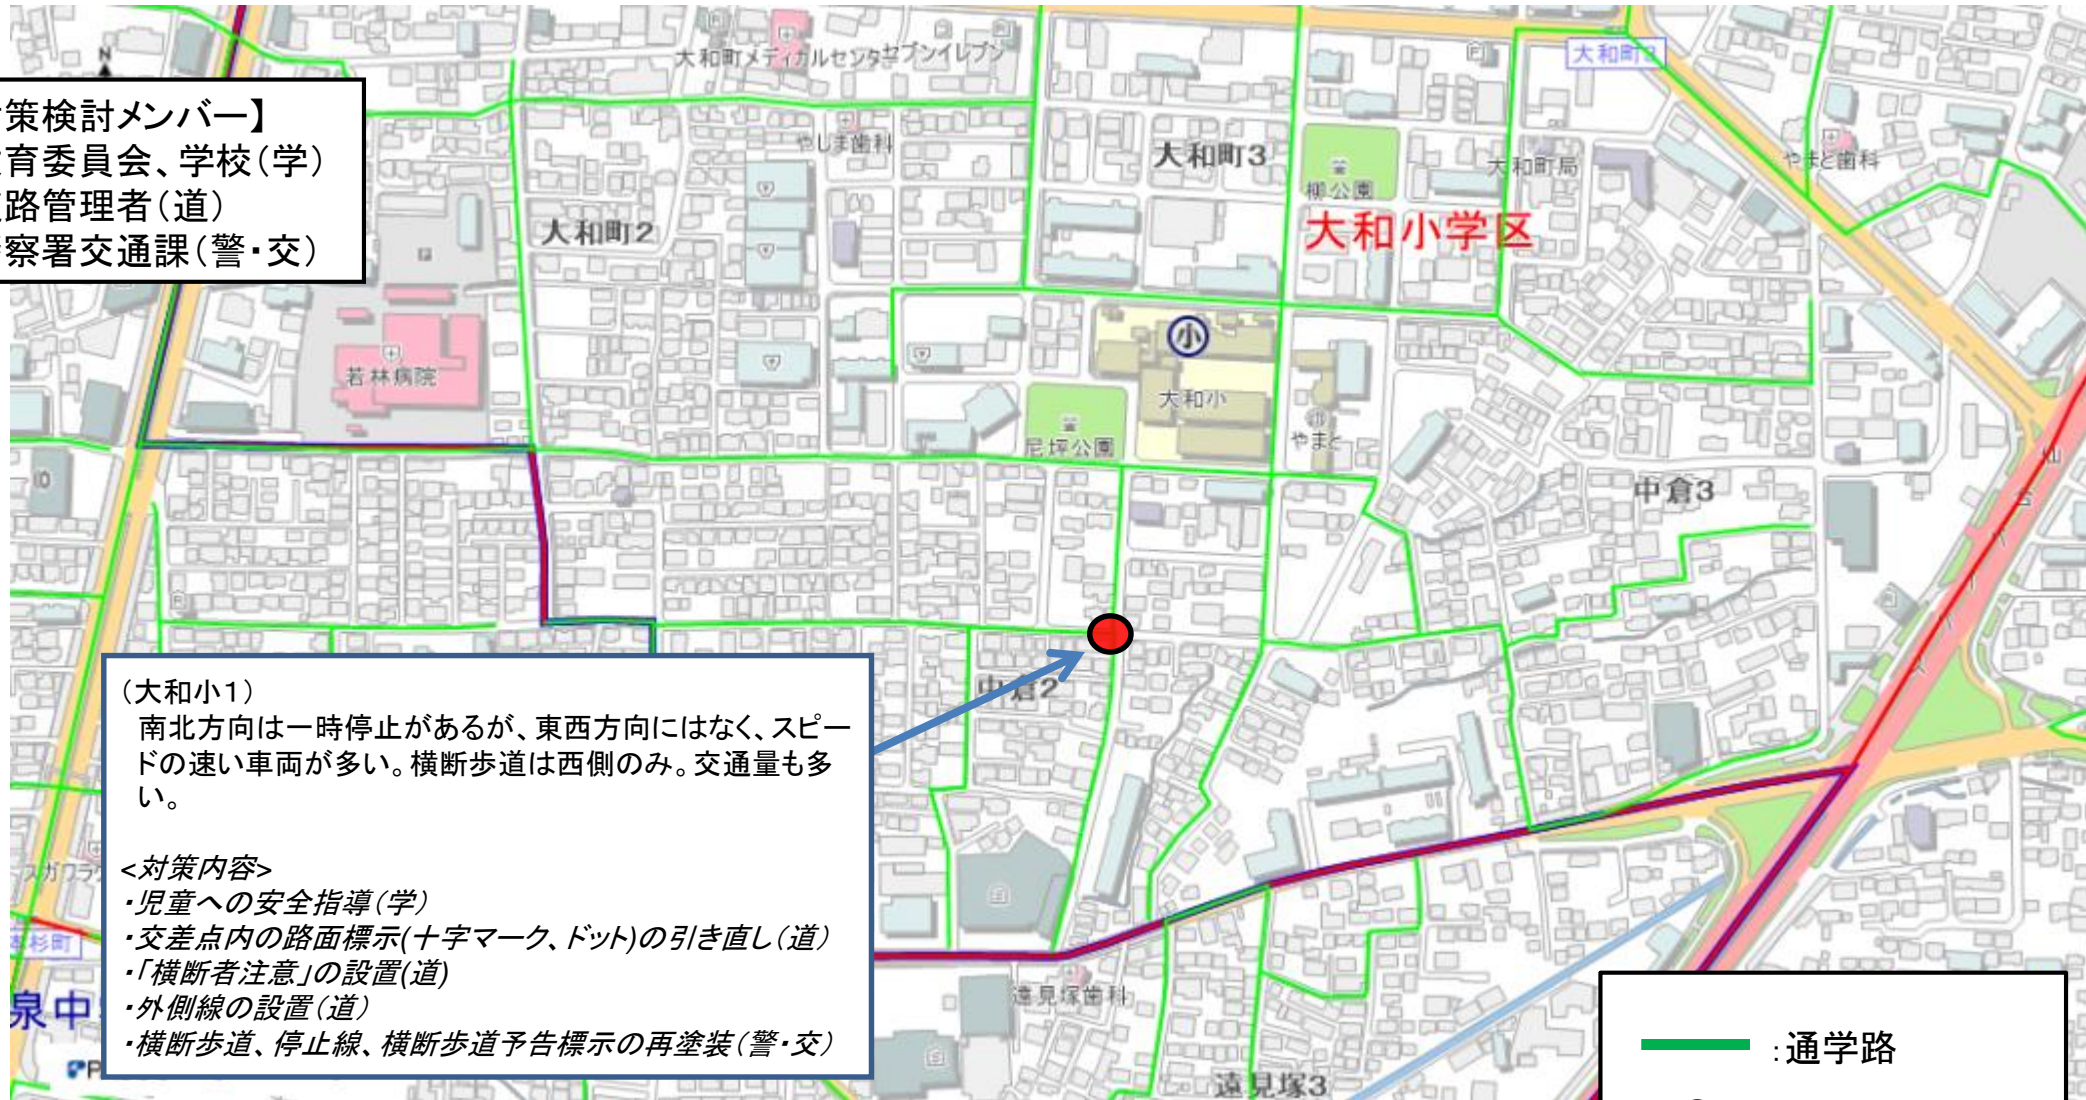 大和町メディカルセンタ
セブンイレブン
大和町3
策検討メンバー】
育委員会、学校(学)
路管理者(道)
察署交通課(警・交)
やしま歯科
大和町3
柳公園
大和町局
やまと歯科
大和町2
大和小学区
若林病院
小
大和小
尼坪公園
やまと
中倉3
中倉2
(大和小1)
南北方向は一時停止があるが、東西方向にはなく、スピー
ドの速い車両が多い。横断歩道は西側のみ。交通量も多
い。
<対策内容>
・児童への安全指導(学)
・交差点内の路面標示(十字マーク、ドット)の引き直し(道)
・「横断者注意」の設置(道)
・外側線の設置(道)
・横断歩道、停止線、横断歩道予告標示の再塗装(警・交)
杉町
泉中
遠見塚歯科
遠見塚3
:通学路